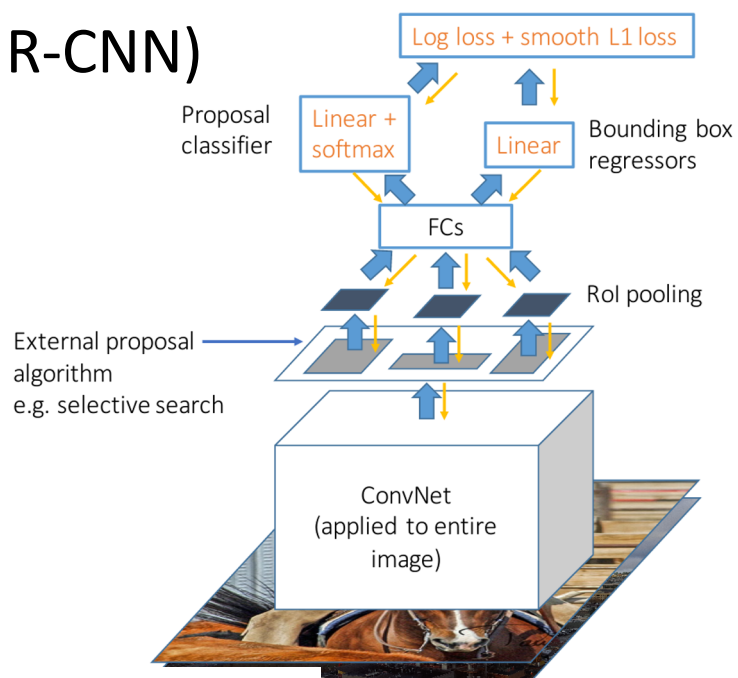 R-CNN)
Log loss + smooth L1 loss
Proposal
classifier
Linear +
softmax
Linear
Bounding box
regressors
FCs
RoI pooling
External proposal
algorithm
e.g. selective search
ConvNet
(applied to entire
image)